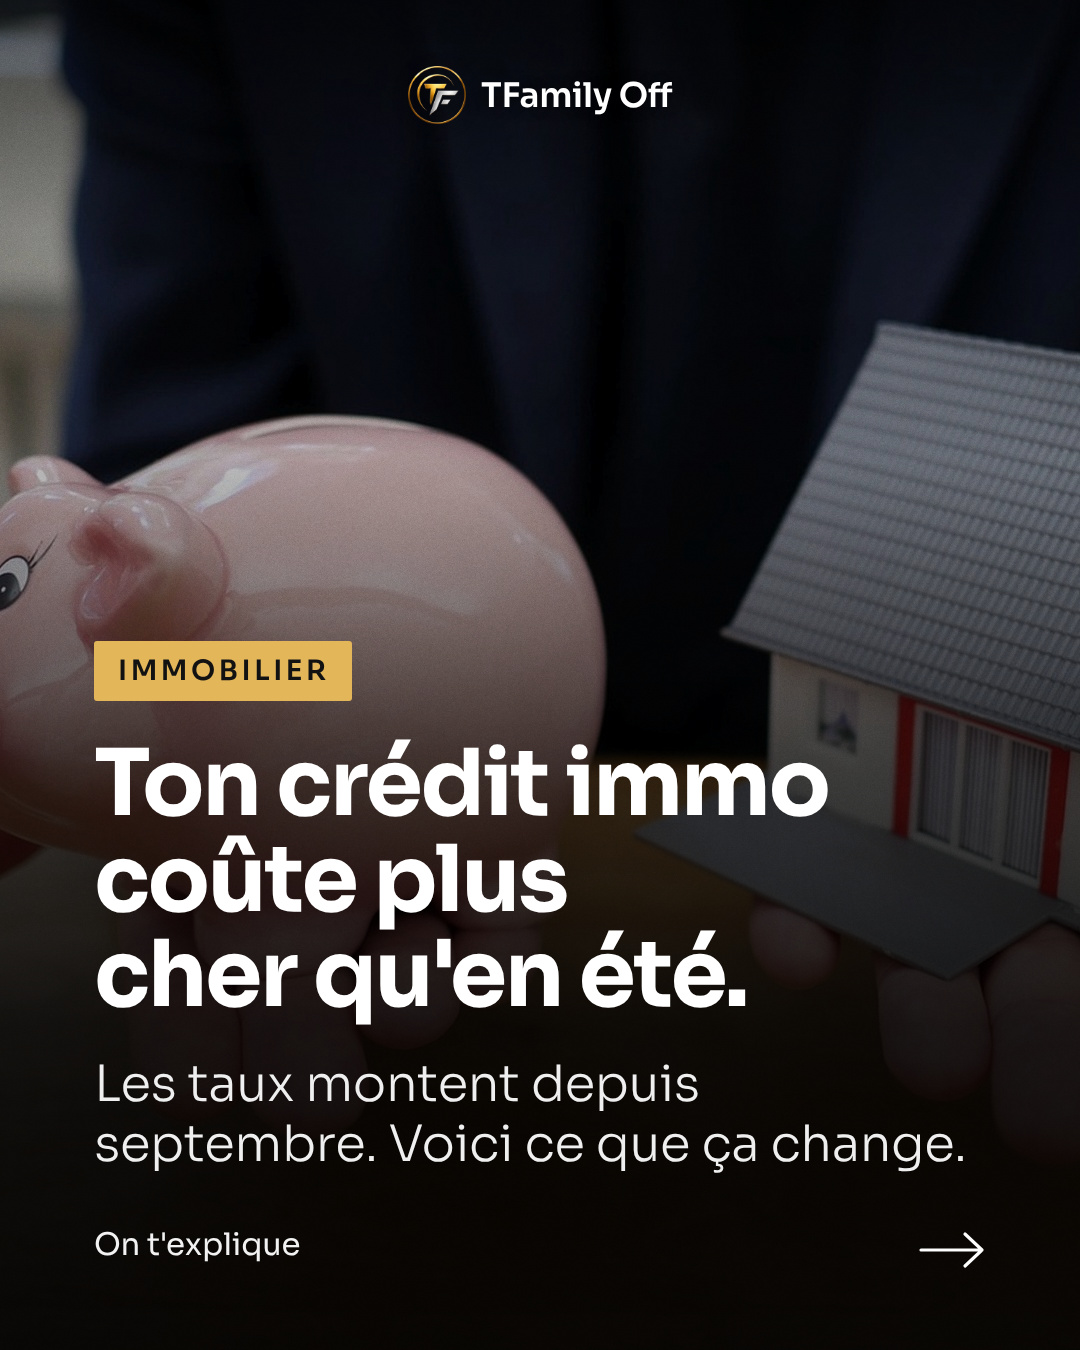 TF TFamily Off
IMMOBILIER
Ton crédit immo
coûte plus
cher qu'en été.
Les taux montent depuis
septembre. Voici ce que ça change.
On t'explique